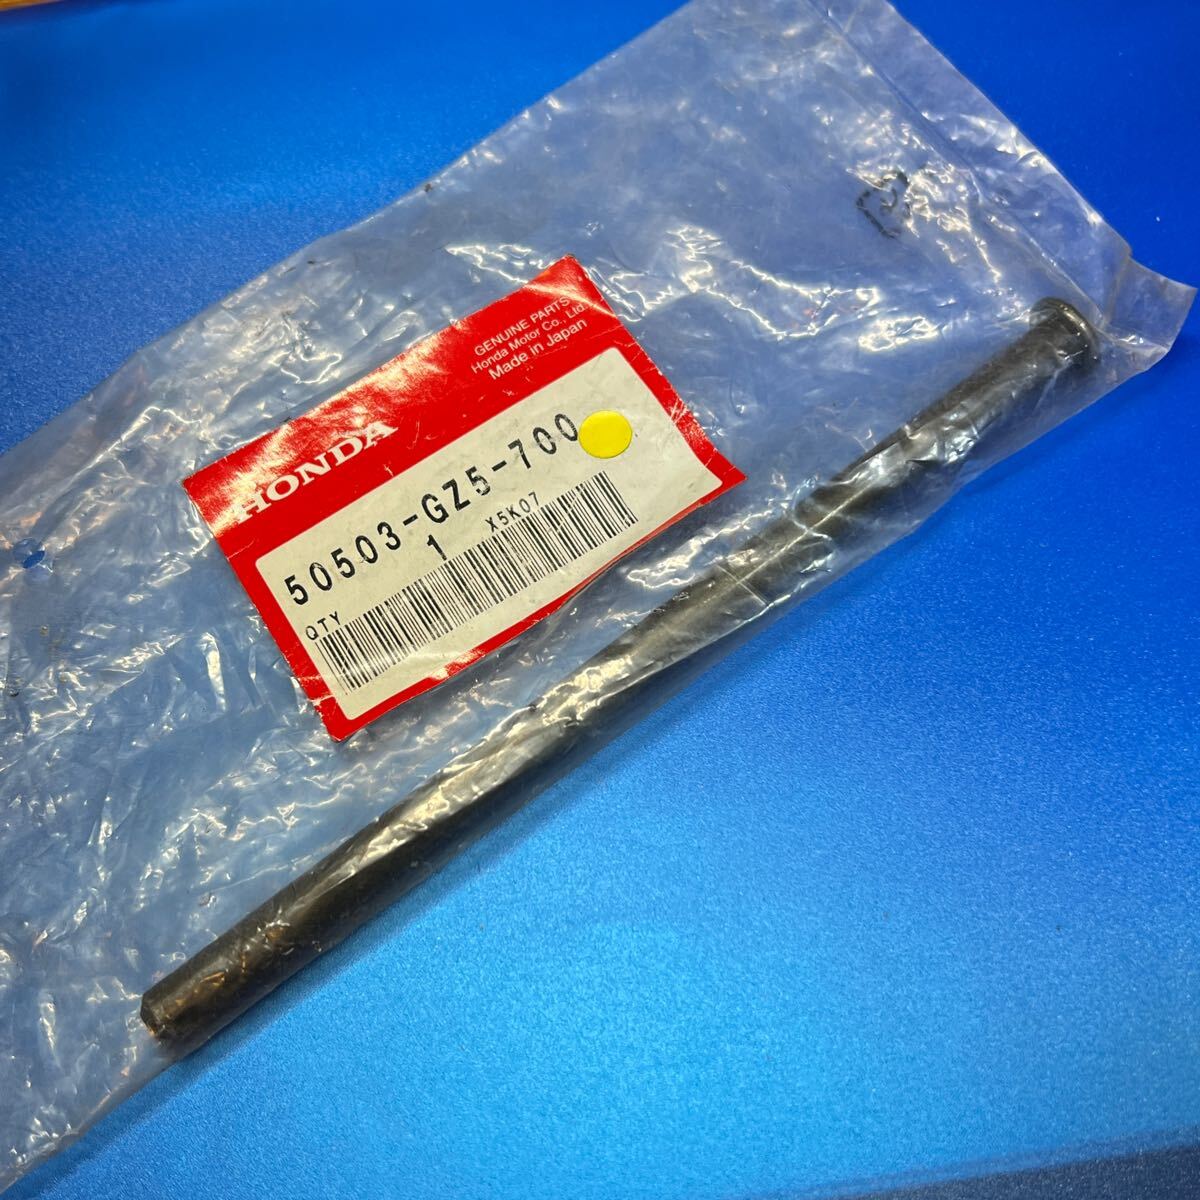 GENUINE PARTS
Honda Motor Co., Ltd.
Made in Japan
HONDA
50503-GZ5-700
QTY 1 X5K07